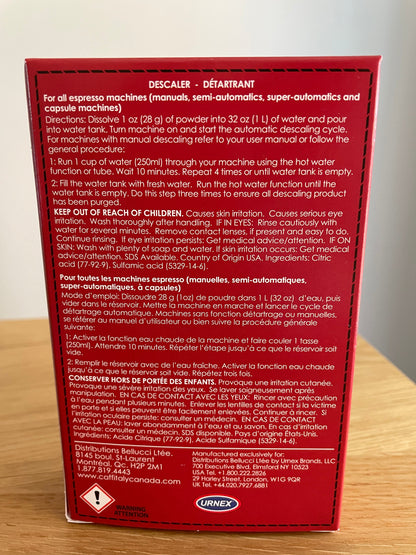 DESCALER - DÉTARTRANT
For all espresso machines (manuals, semi-automatics, super-automatics and
capsule machines)
Directions: Dissolve 1 oz (28 g) of powder into 32 oz (1 L) of water and pour
into water tank. Turn machine on and start the automatic descaling cycle.
For machines with manual descaling refer to your user manual or follow the
general procedure:
1: Run 1 cup of water (250ml) through your machine using the hot water
function or tube. Wait 10 minutes. Repeat 4 times or until water tank is empty.
2: Fill the water tank with fresh water. Run the hot water function until the
water tank is empty. Do this step three times to ensure all descaling product
has been purged.
KEEP OUT OF REACH OF CHILDREN. Causes skin irritation. Causes serious eye
irritation. Wash thoroughly after handling. IF IN EYES: Rinse cautiously with
water for several minutes. Remove contact lenses, if present and easy to do.
Continue rinsing. If eye irritation persists: Get medical advice/attention. IF ON
SKIN: Wash with plenty of soap and water. If skin irritation occurs: Get medical
advice/attention. SDS Available. Country of Origin USA. Ingredients: Citric
acid (77-92-9). Sulfamic acid (5329-14-6).
Pour toutes les machines espresso (manuelles, semi-automatiques,
super-automatiques, à capsules)
Mode d'emploi: Dissoudre 28 g (1oz) de poudre dans 1 L (32 oz) d'eau, puis
vider dans le réservoir. Mettre la machine en marche et lancer le cycle de
détartrage automatique. Machines sans fonction détartrage ou manuelles,
se référer au manuel d'utilisateur ou bien suivre la procédure générale
suivante:
1: Activer la fonction eau chaude de la machine et faire couler 1 tasse
(250ml). Attendre 10 minutes. Répéter l'étape jusqu'à ce que le réservoir soit
vide.
2: Remplir le réservoir avec de l'eau fraîche. Activer la fonction eau chaude
jusqu'à ce que le réservoir soit vide. Répétez trois fois.
CONSERVER HORS DE PORTÉE DES ENFANTS. Provoque une irritation cutanée.
Provoque une sévère irritation des yeux. Se laver soigneusement après
manipulation. EN CAS DE CONTACT AVEC LES YEUX: Rincer avec précaution
à l'eau pendant plusieurs minutes. Enlever les lentilles de contact si la victime
en porte et si elles peuvent être facilement enlevées. Continuer à rincer. Si
l'irritation oculaire persiste: consulter un médecin. EN CAS DE CONTACT
AVEC LA PEAU: laver abondamment à l'eau et au savon. En cas d'irritation
cutanée: consulter un médecin. SDS disponible. Pays d'origine États-Unis.
Ingrédients: Acide Citrique (77-92-9). Acide Sulfamique (5329-14-6).
Distributions Bellucci Ltée.
8145 boul. St-Laurent
Montréal, Qc. H2P 2M1
1.877.819.4443
www.caffitalycanada.com
Manufactured exclusively for:
Distributions Bellucci Ltée by Urnex Brands, LLC
700 Executive Blvd, Elmsford NY 10523
USA Tel. +1.800.222.2826
29 Harley Street, London, W1G 9QR
UK Tel. +44.020.7927.6881
WARNING
ATTENTION
URNEX